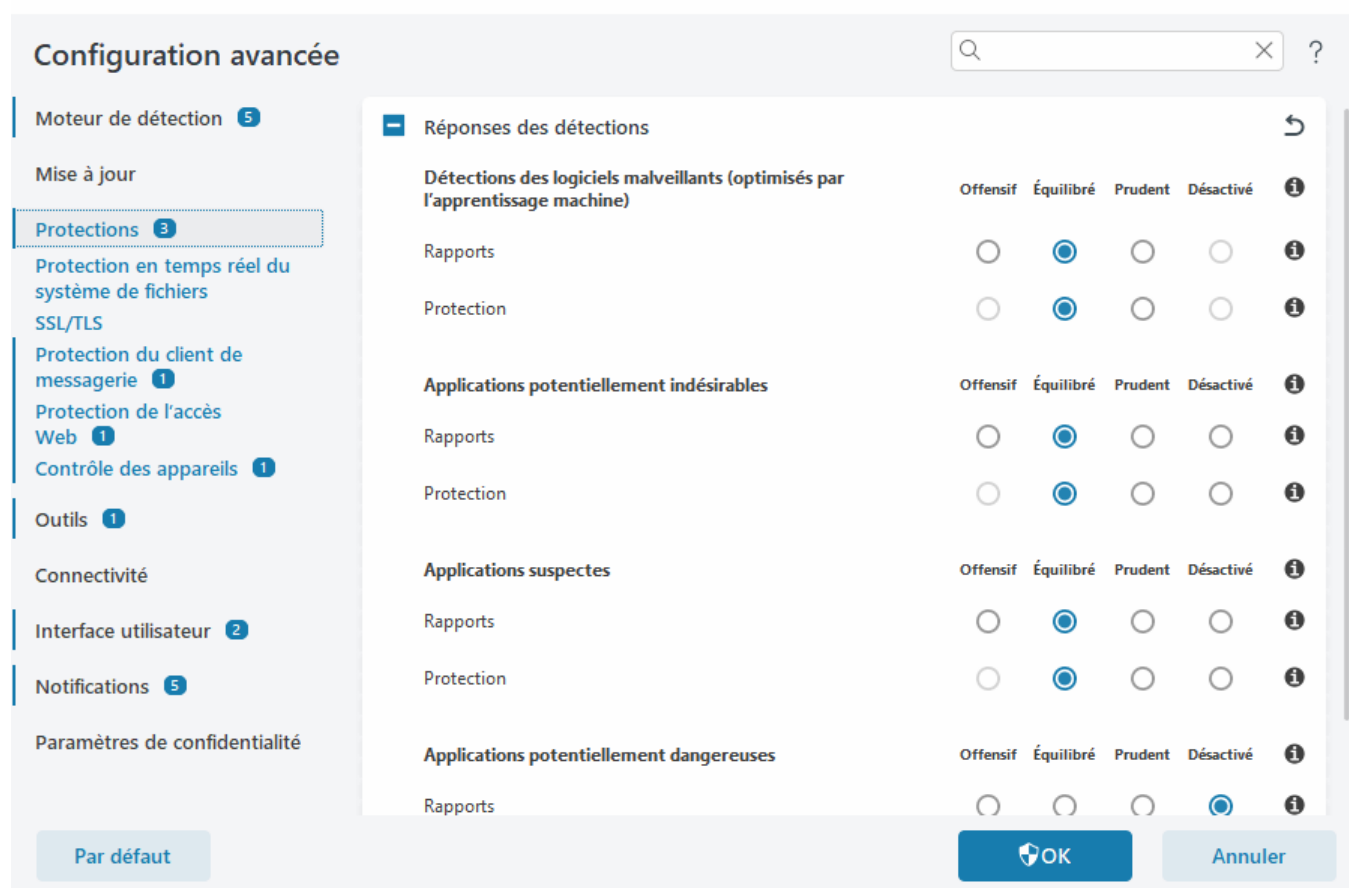 Configuration avancée
?
Moteur de détection 5
Mise à jour
Protections 3
Protection en temps réel du
système de fichiers
SSL/TLS
Protection du client de
messagerie 1
Protection de l'accès
Web 1
Contrôle des appareils 1
Outils 1
Connectivité
Interface utilisateur 2
Notifications 5
Paramètres de confidentialité
Réponses des détections
Détections des logiciels malveillants (optimisés par
l'apprentissage machine)
Offensif Équilibré Prudent Désactivé
Rapports
Protection
Applications potentiellement indésirables Offensif Équilibré Prudent Désactivé
Rapports
Protection
Applications suspectes Offensif Équilibré Prudent Désactivé
Rapports
Protection
Applications potentiellement dangereuses Offensif Équilibré Prudent Désactivé
Rapports
Par défaut
OK
Annuler